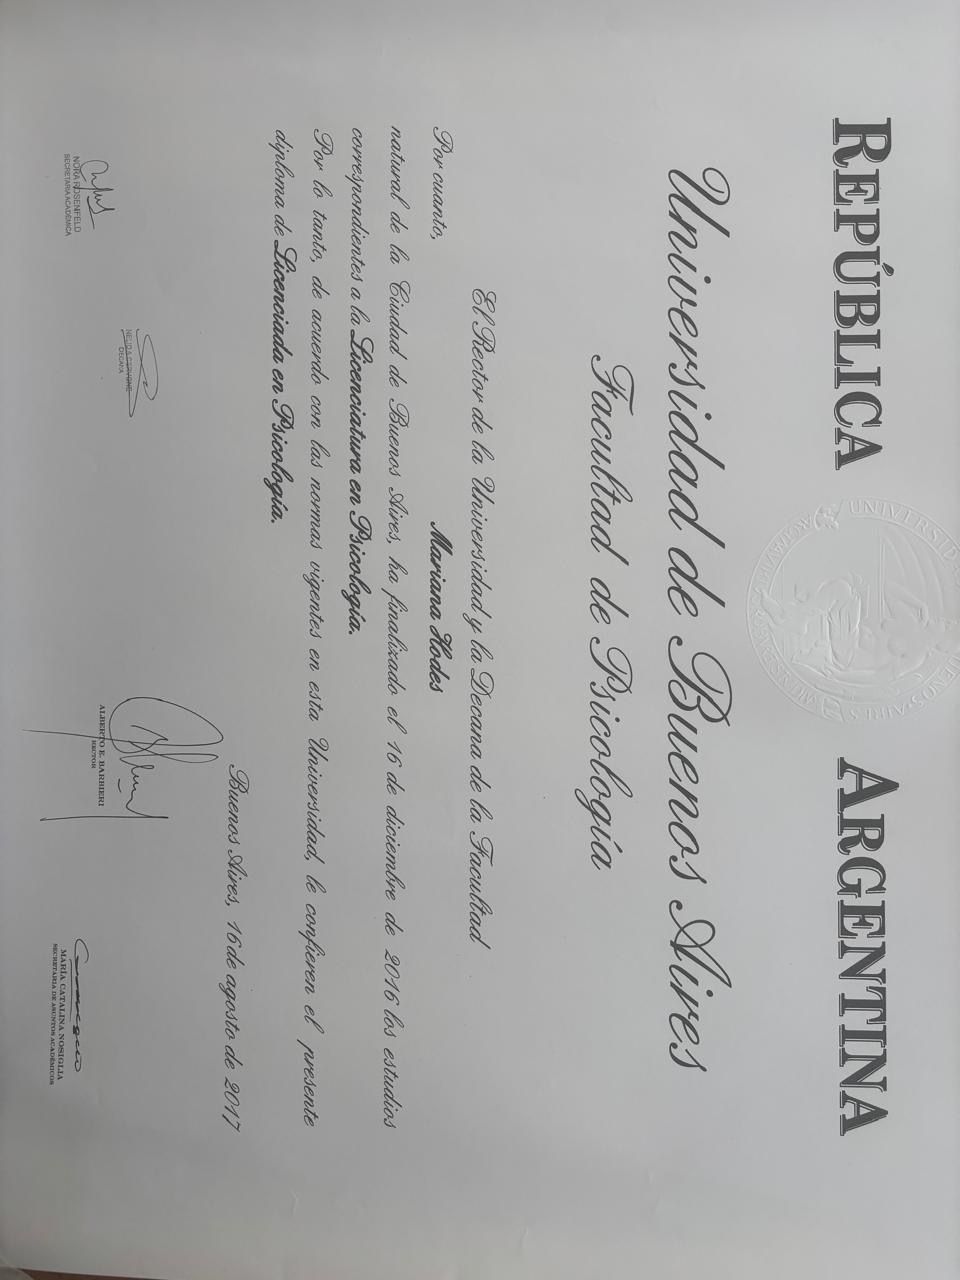 REPÚBLICA ARGENTINA
UNIVERSIDAD BUENOS AIRES
Universidad de Buenos Aires
Facultad de Psicología
El Rector de la Universidad y la Decana de la Facultad
Por cuanto,
Mariana Hodes
natural de la Ciudad de Buenos Aires, ha finalizado el 16 de diciembre de 2016 los estudios
correspondientes a la Licenciatura en Psicología.
Por lo tanto, de acuerdo con las normas vigentes en esta Universidad, le confieren el presente
diploma de Licenciada en Psicología.
Buenos Aires, 16 de agosto de 2017
NORA ROSENFELD
SECRETARIA ACADÉMICA
NELIDA CERVONE
DECANA
ALBERTO E. BARBIERI
RECTOR
MARÍA CATALINA NOSIGLIA
SECRETARIA DE ASUNTOS ACADÉMICOS